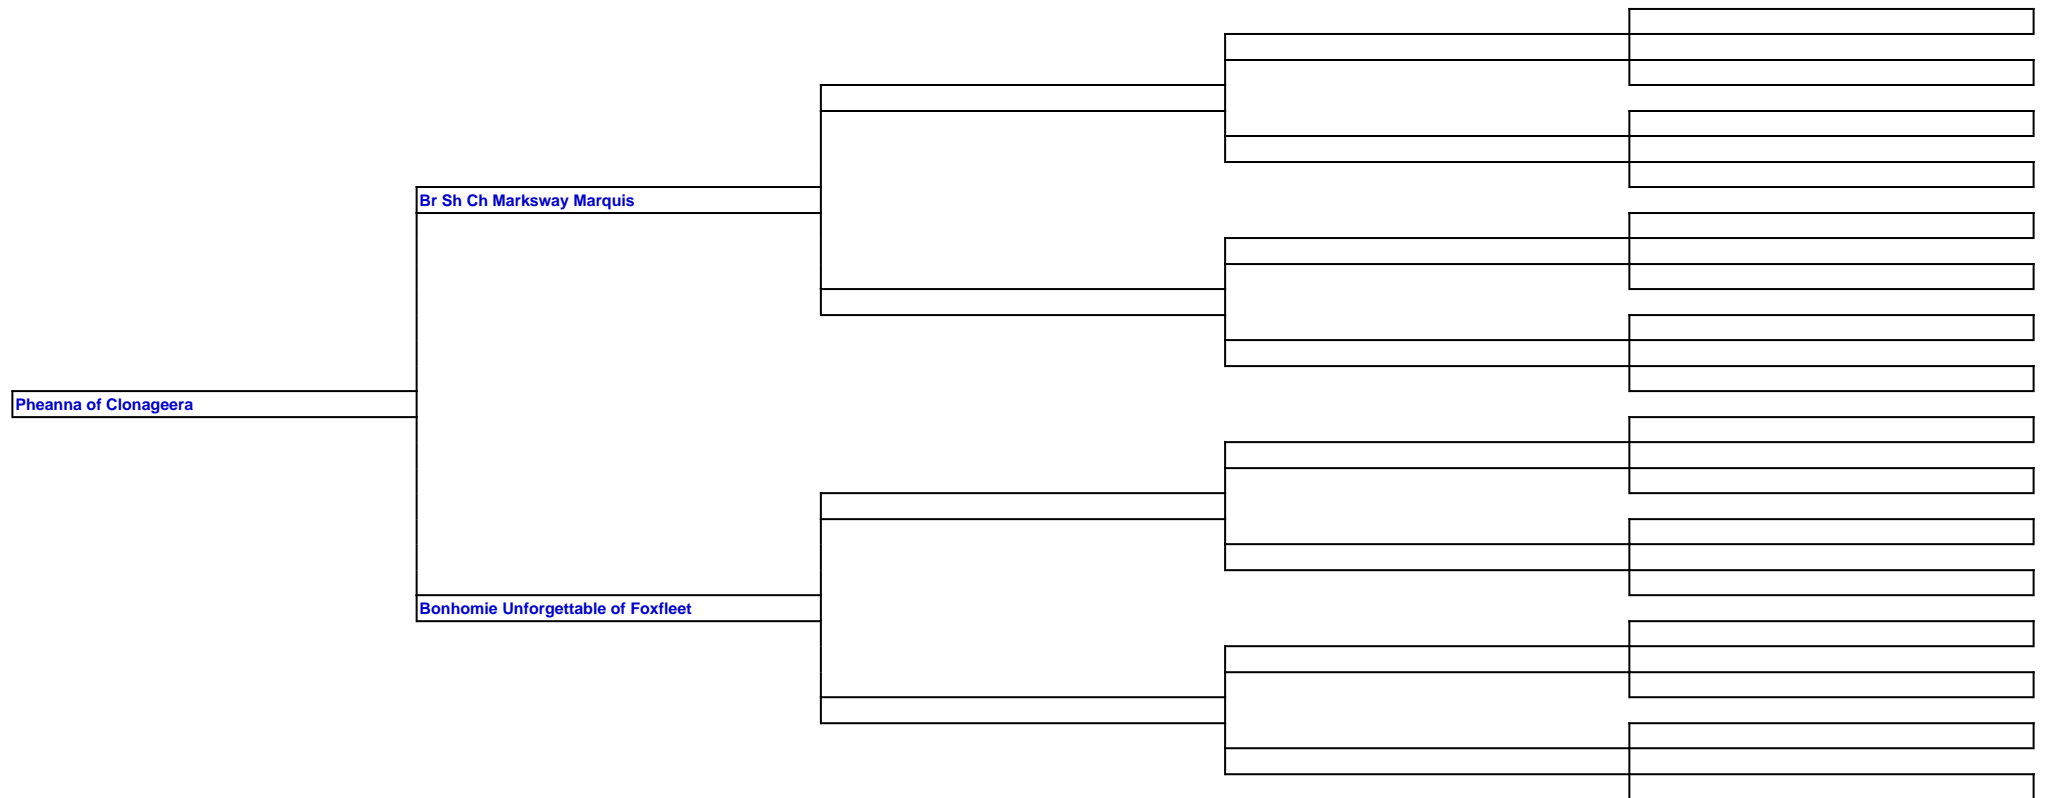 Br Sh Ch Marksway Marquis
Pheanna of Clonageera
Bonhomie Unforgettable of Foxfleet